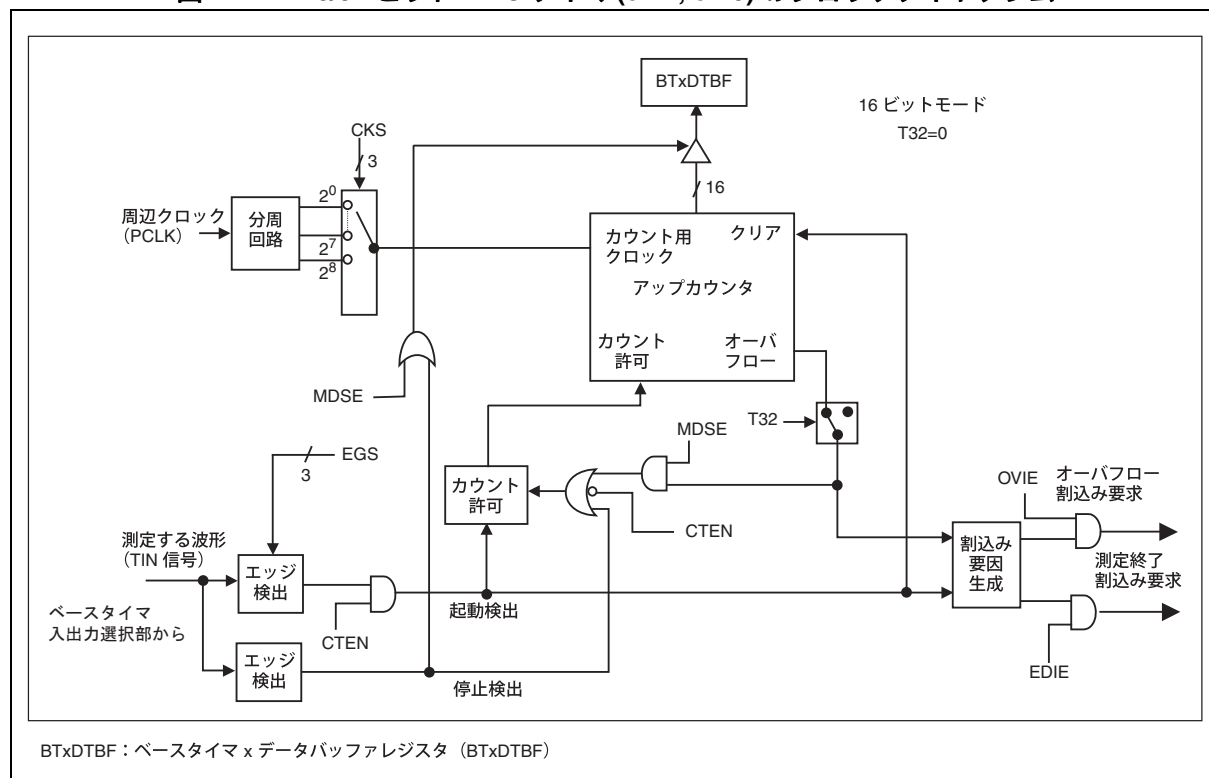 BTxDTBF
16 ビットモード
T32=0
CKS
3
16
周辺クロック
(PCLK)
分周
回路
2⁰
2⁷
2⁸
カウント用
クロック
クリア
アップカウンタ
カウント
許可
オーバ
フロー
MDSE
T32
MDSE
EGS
3
カウント
許可
CTEN
OVIE
オーバフロー
割込み要求
測定する波形
(TIN 信号)
エッジ
検出
割込み
要因
生成
測定終了
割込み要求
起動検出
ベースタイマ
入出力選択部から
CTEN
エッジ
検出
停止検出
EDIE
BTxDTBF：ベースタイマ x データバッファレジスタ（BTxDTBF）